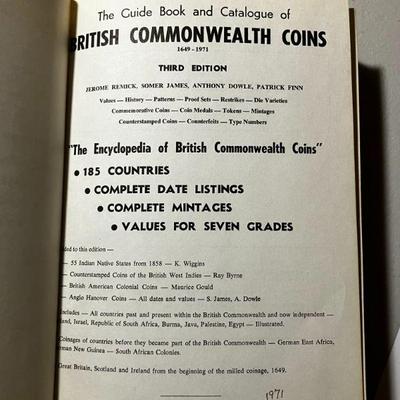 The Guide Book and Catalogue of
BRITISH COMMONWEALTH COINS
1649-1971
THIRD EDITION
JEROME REMICK, SOMER JAMES, ANTHONY DOWLE, PATRICK FINN
Values — History — Patterns — Proof Sets — Restrikes — Die Varieties
Commemorative Coins — Coin Medals — Tokens — Mintages
Counterstamped Coins — Counterfeits — Type Numbers
"The Encyclopedia of British Commonwealth Coins"
• 185 COUNTRIES
• COMPLETE DATE LISTINGS
• COMPLETE MINTAGES
• VALUES FOR SEVEN GRADES
to this edition —
— 55 Indian Native States from 1858 — K. Wiggins
— Counterstamped Coins of the British West Indies — Ray Byrne
— British American Colonial Coins — Maurice Gould
— Anglo Hanover Coins — All dates and values — S. James, A. Dowle
— All countries past and present within the British Commonwealth and now independent —
Israel, Republic of South Africa, Burma, Java, Palestine, Egypt — Illustrated.
Coinages of countries before they became part of the British Commonwealth — German East Africa,
New Guinea — South African Colonies.
Great Britain, Scotland and Ireland from the beginning of the milled coinage, 1649.
1971